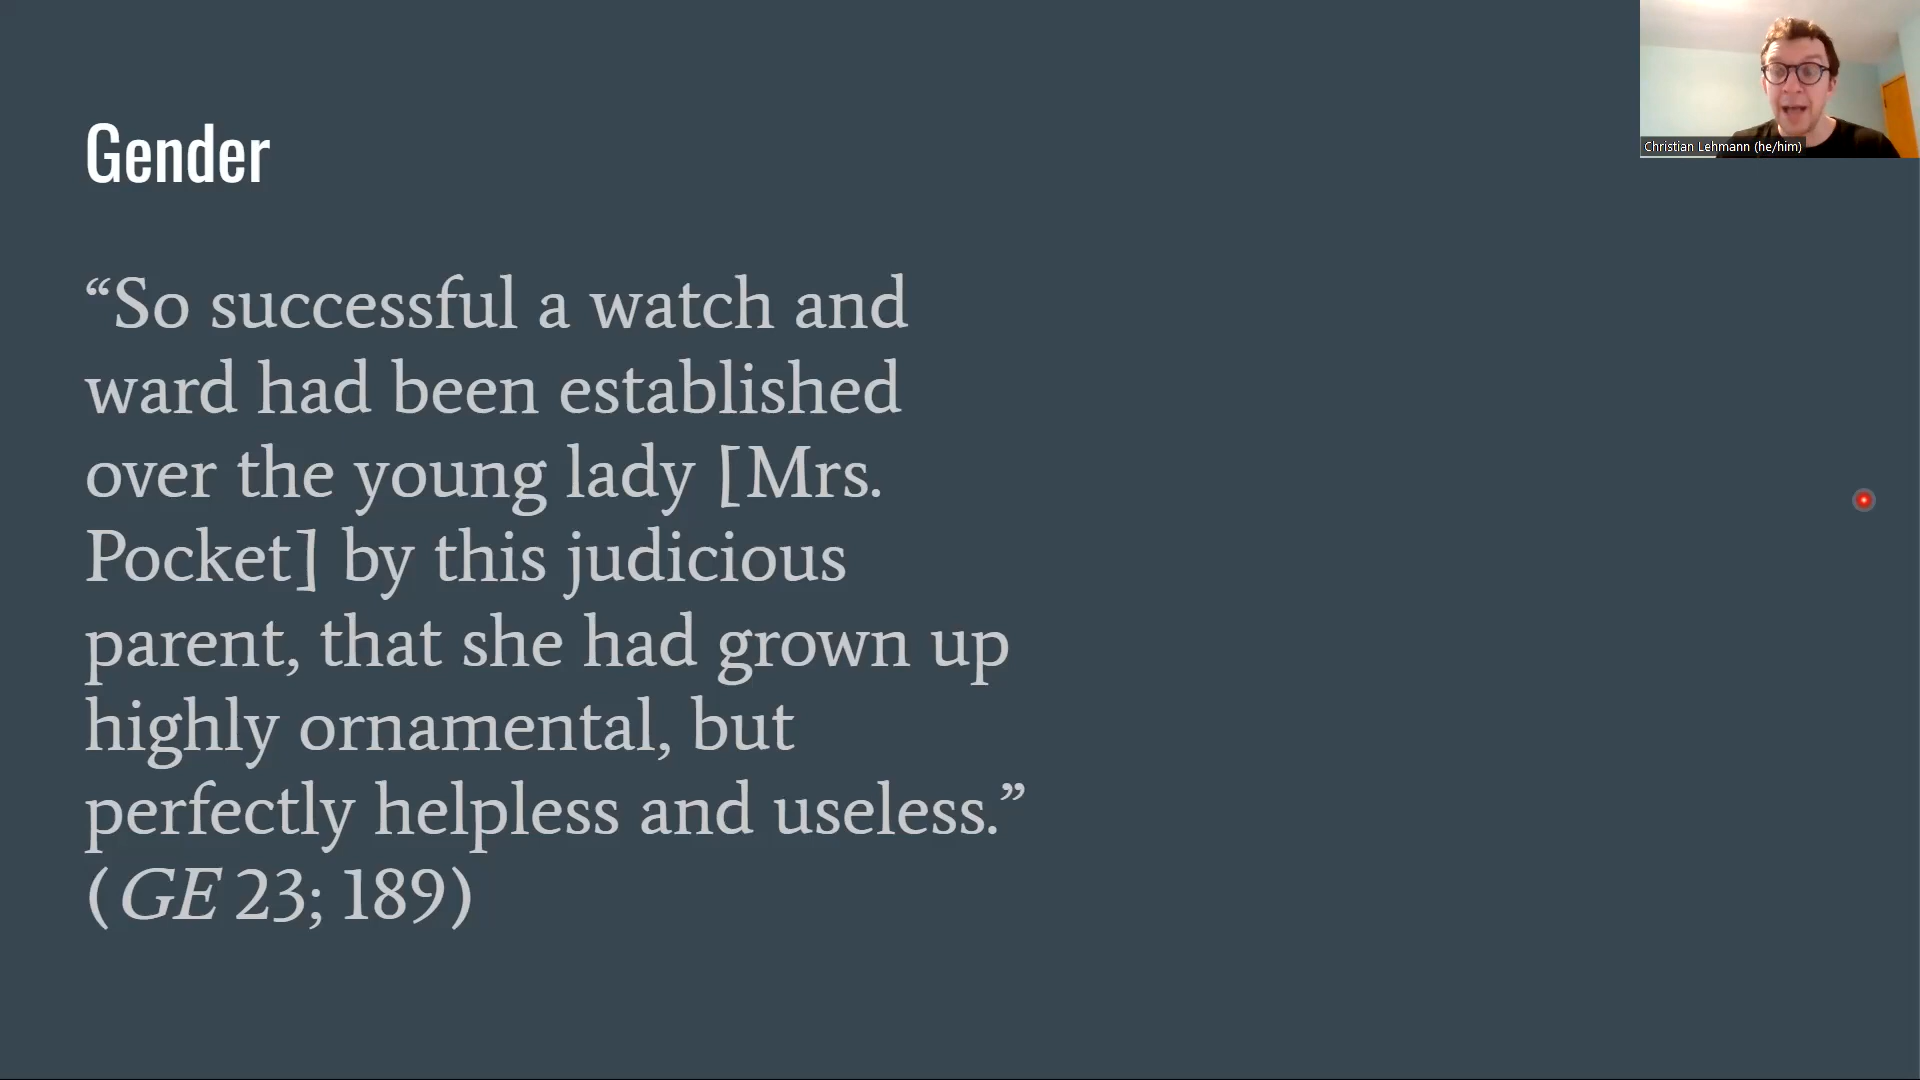 Gender
“So successful a watch and
ward had been established
over the young lady [Mrs.
Pocket] by this judicious
parent, that she had grown up
highly ornamental, but
perfectly helpless and useless.”
(GE 23; 189)
Christian Lehmann (he/him)